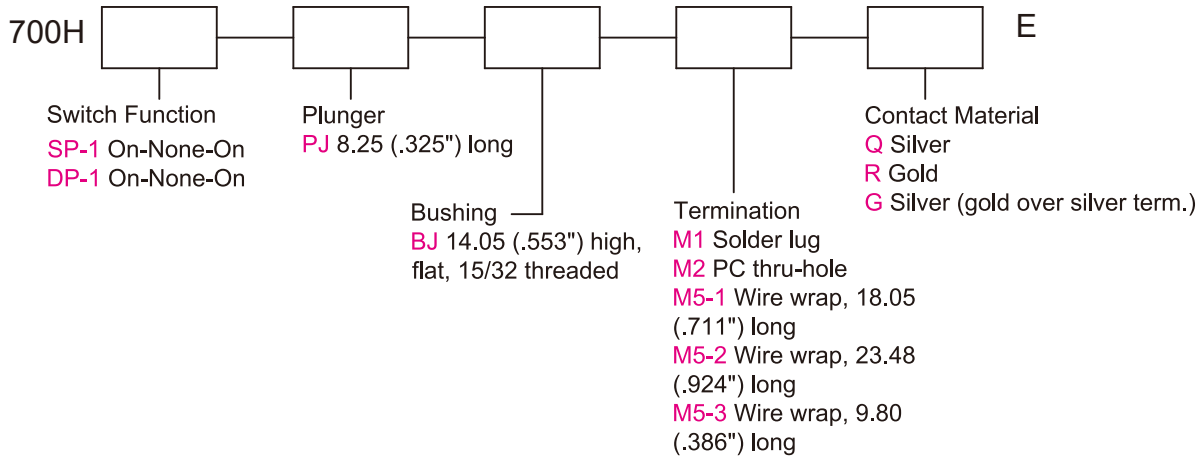 700H
E
Switch Function
SP-1 On-None-On
DP-1 On-None-On
Plunger
PJ 8.25 (.325") long
Bushing
BJ 14.05 (.553") high,
flat, 15/32 threaded
Termination
M1 Solder lug
M2 PC thru-hole
M5-1 Wire wrap, 18.05
(.711") long
M5-2 Wire wrap, 23.48
(.924") long
M5-3 Wire wrap, 9.80
(.386") long
Contact Material
Q Silver
R Gold
G Silver (gold over silver term.)